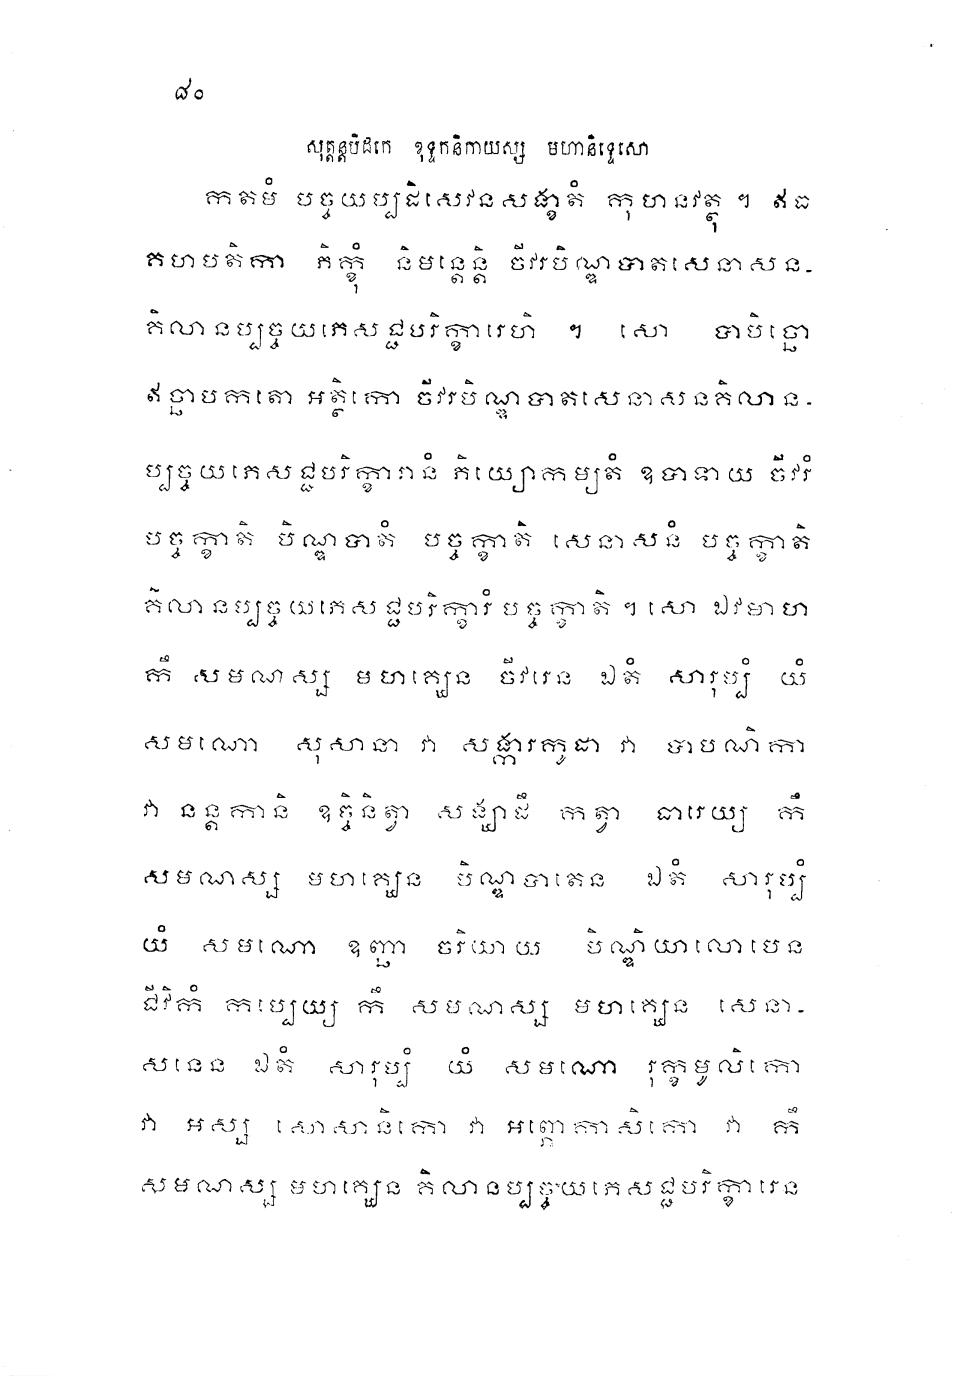 ៨០
សុត្តន្តបិដកេ ខុទ្ទកនិកាយស្ស មហានិទ្ទេសោ
កតមំ បច្ចយប្បដិសេវនសង្ខាតំ កុហនវត្ថុ ។ ឥធ
គហបតិកា ភិក្ខុំ និមន្តេន្តិ ចីវរបិណ្ឌបាតសេនាសន-
គិលានប្បច្ចយភេសជ្ជបរិក្ខារេហិ ។ សោ បាបិច្ឆោ
ឥច្ឆាបកតោ អត្ថិកោ ចីវរបិណ្ឌបាតសេនាសនគិលាន-
ប្បច្ចយភេសជ្ជបរិក្ខារានំ ភិយ្យោកម្យតំ ឧបាទាយ ចីវរំ
បច្ចក្ខាតិ បិណ្ឌបាតំ បច្ចក្ខាតិ សេនាសនំ បច្ចក្ខាតិ
គិលានប្បច្ចយភេសជ្ជបរិក្ខារំ បច្ចក្ខាតិ ។ សោ ឯវមាហ
កឹ សមណស្ស មហគ្ឃេន ចីវរេន ឯតំ សារុប្បំ យំ
សមណោ សុសានា វា សង្ការកូដា វា បាបណិកា
វា នន្តកានិ ឧច្ចិនិត្វា សង្ឃាដឹ កត្វា ធារេយ្យ កឹ
សមណស្ស មហគ្ឃេន បិណ្ឌបាតេន ឯតំ សារុប្បំ
យំ សមណោ ឧញ្ឆា ចរិយាយ បិណ្ឌិយាលោបេន
ជីវិកំ កប្បេយ្យ កឹ សមណស្ស មហគ្ឃេន សេនា-
សនេន ឯតំ សារុប្បំ យំ សមណោ រុក្ខមូលិកោ
វា អស្ស សោសានិកោ វា អព្ភោកាសិកោ វា កឹ
សមណស្ស មហគ្ឃេន គិលានប្បច្ចយភេសជ្ជបរិក្ខារេន